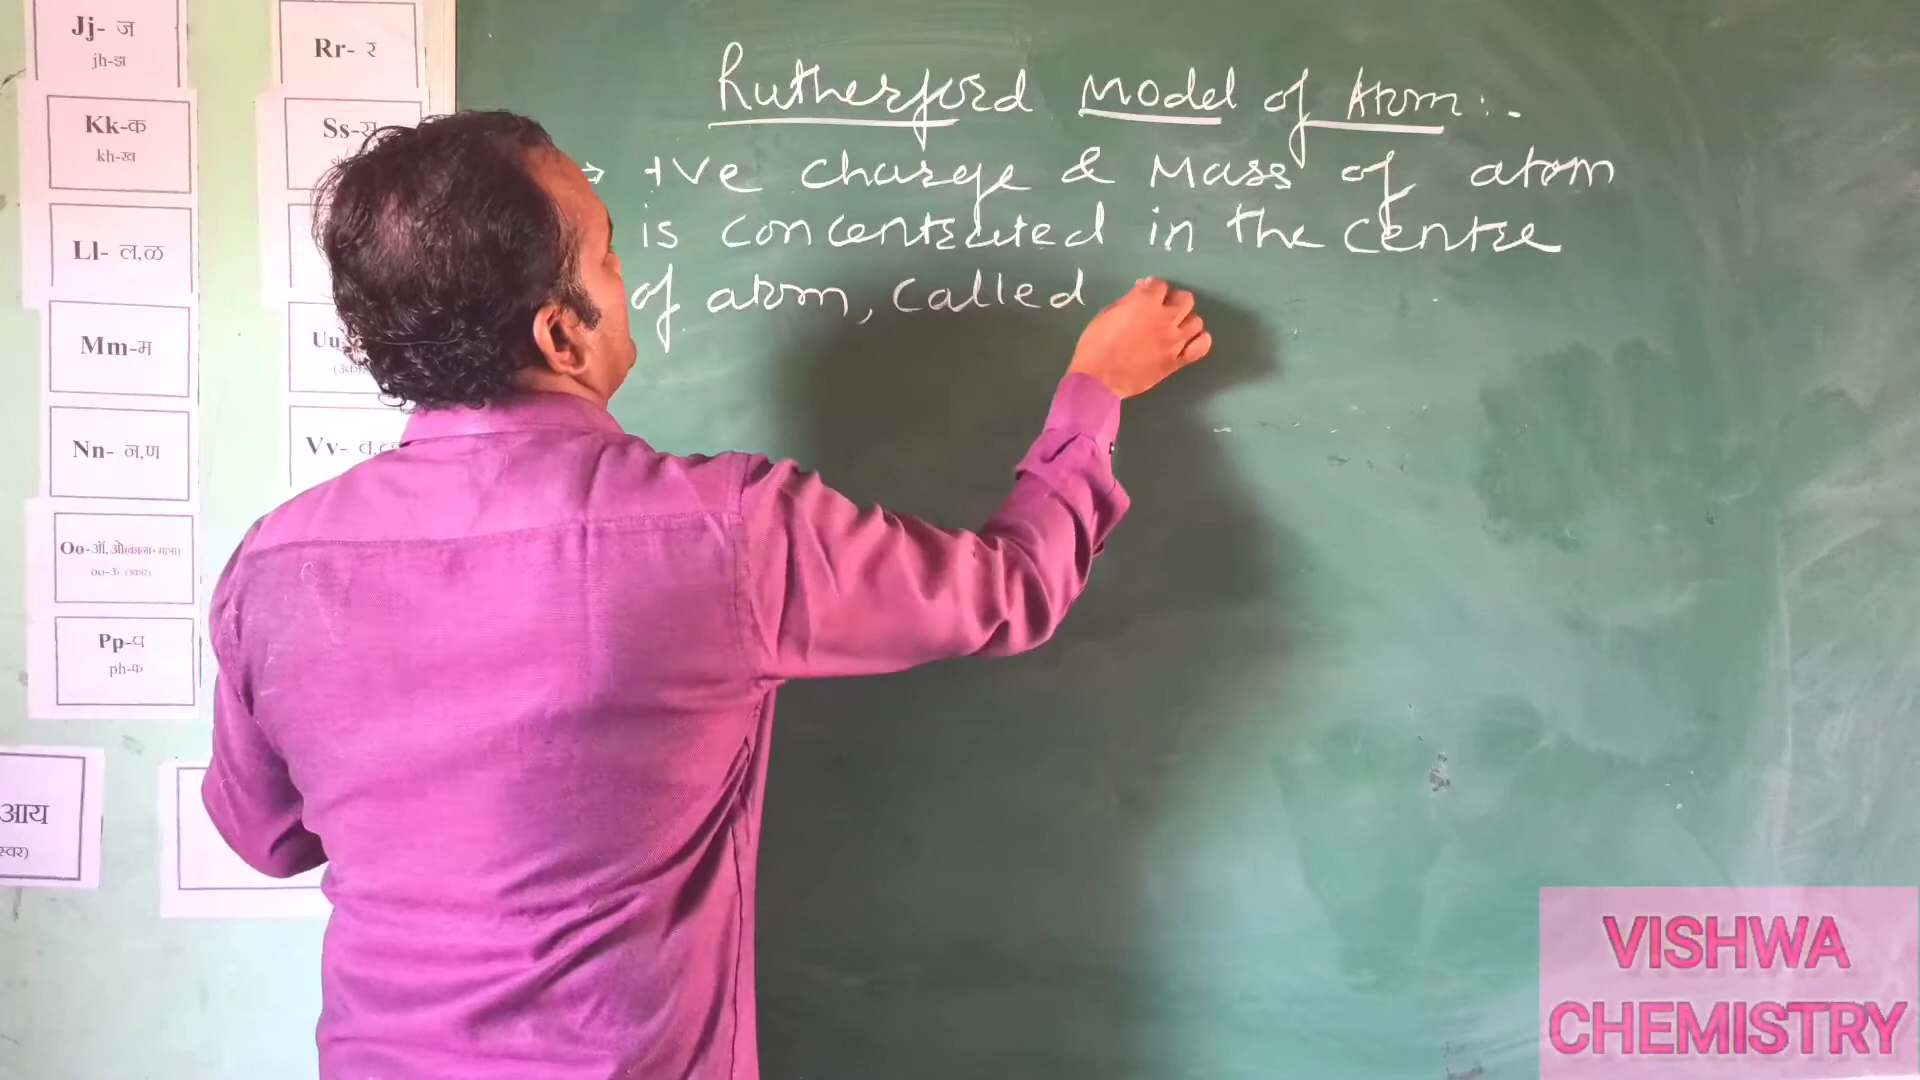 Jj- ज
jh-झ
Kk-क
kh-ख
Ll- ल,ळ
Mm-म
Nn- न,ण
Oo-ऑ, ओ(काना+मात्रा)
oo-ऊ (उकार)
Pp-प
ph-फ
आय
स्वर)
Rr- र
Ss-स
Uu
Vv- व
Rutherford Model of Atom:-
→ +Ve charge & Mass of atom
is concentrated in the centre
of atom, called
VISHWA
CHEMISTRY